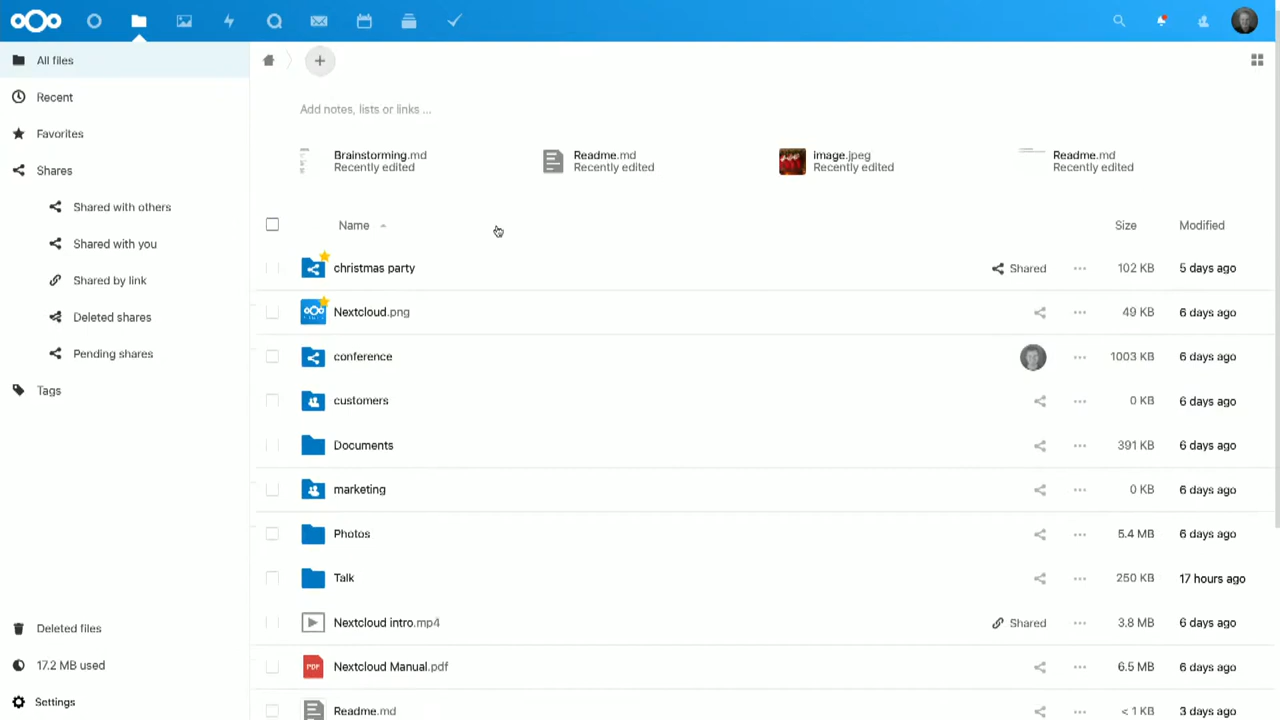 All files
Recent
Favorites
Shares
Shared with others
Shared with you
Shared by link
Deleted shares
Pending shares
Tags
Deleted files
17.2 MB used
Settings
Add notes, lists or links ...
Brainstorming.md
Recently edited
Readme.md
Recently edited
image.jpeg
Recently edited
Readme.md
Recently edited
Name Size Modified
christmas party Shared ... 102 KB 5 days ago
Nextcloud.png ... 49 KB 6 days ago
conference ... 1003 KB 6 days ago
customers ... 0 KB 6 days ago
Documents ... 391 KB 6 days ago
marketing ... 0 KB 6 days ago
Photos ... 5.4 MB 6 days ago
Talk ... 250 KB 17 hours ago
Nextcloud intro.mp4 Shared ... 3.8 MB 6 days ago
PDF Nextcloud Manual.pdf ... 6.5 MB 6 days ago
Readme.md ... < 1 KB 3 days ago